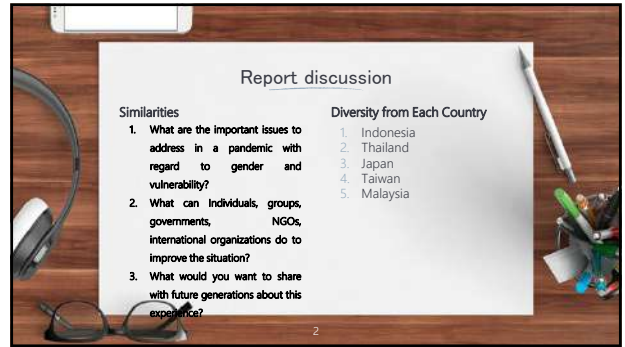 Report discussion
Similarities
1. What are the important issues to
address in a pandemic with
regard to gender and
vulnerability?
2. What can Individuals, groups,
governments, NGOs,
international organizations do to
improve the situation?
3. What would you want to share
with future generations about this
experience?
Diversity from Each Country
1. Indonesia
2. Thailand
3. Japan
4. Taiwan
5. Malaysia
2